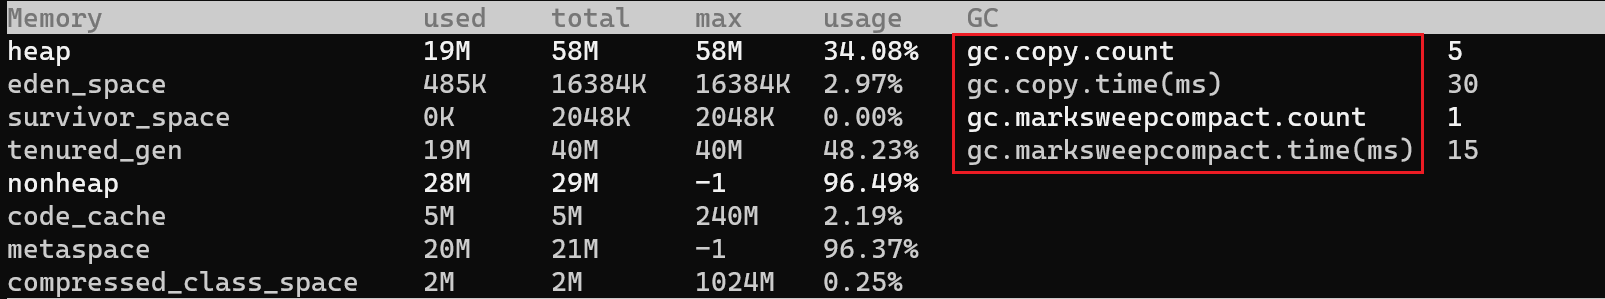 Memory used total max usage GC
heap 19M 58M 58M 34.08% gc.copy.count 5
eden_space 485K 16384K 16384K 2.97% gc.copy.time(ms) 30
survivor_space 0K 2048K 2048K 0.00% gc.marksweepcompact.count 1
tenured_gen 19M 40M 40M 48.23% gc.marksweepcompact.time(ms) 15
nonheap 28M 29M -1 96.49%
code_cache 5M 5M 240M 2.19%
metaspace 20M 21M -1 96.37%
compressed_class_space 2M 2M 1024M 0.25%